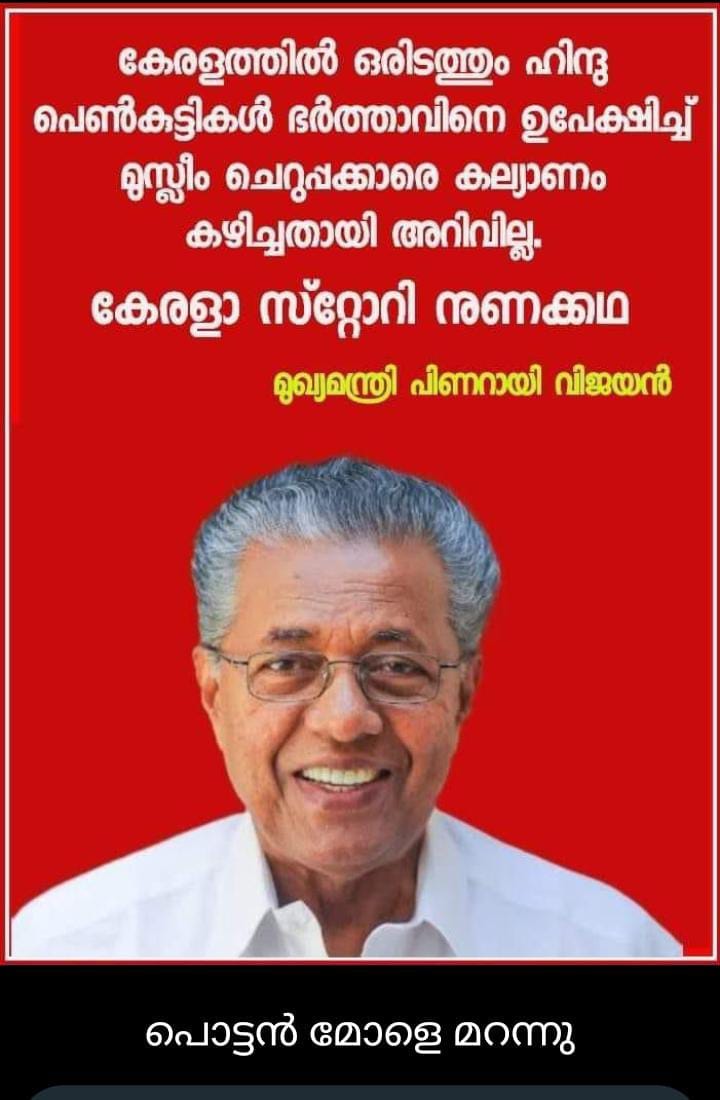 കേരളത്തിൽ ഒരിടത്തും ഹിന്ദു
പെൺകുട്ടികൾ ഭർത്താവിനെ ഉപേക്ഷിച്ച്
മുസ്ലീം ചെറുപ്പക്കാരെ കല്യാണം
കഴിച്ചതായി അറിവില്ല.
കേരളാ സ്റ്റോറി നുണക്കഥ
മുഖ്യമന്ത്രി പിണറായി വിജയൻ
പൊട്ടൻ മോളെ മറന്നു